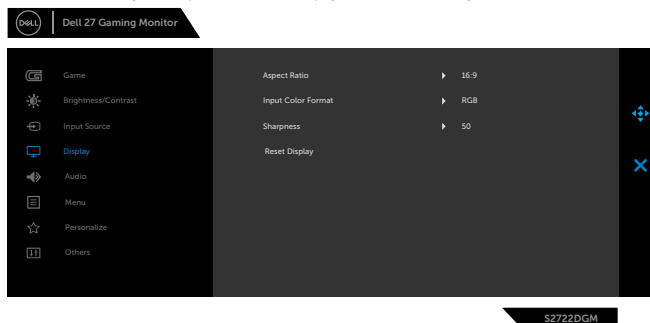 DELL Dell 27 Gaming Monitor
Game Aspect Ratio 16:9
Brightness/Contrast Input Color Format RGB
Input Source Sharpness 50
Display Reset Display
Audio
Menu
Personalize
Others
S2722DGM